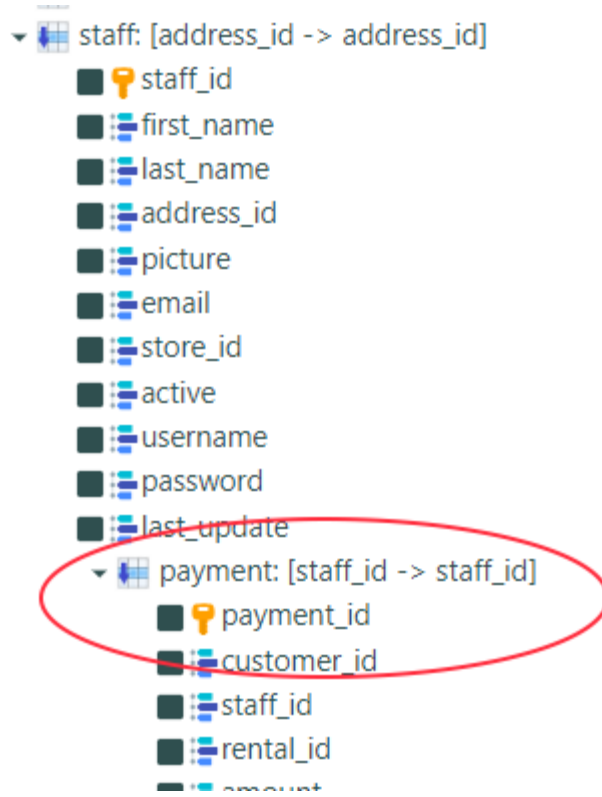 staff: [address_id -> address_id]
staff_id
first_name
last_name
address_id
picture
email
store_id
active
username
password
last_update
payment: [staff_id -> staff_id]
payment_id
customer_id
staff_id
rental_id
amount